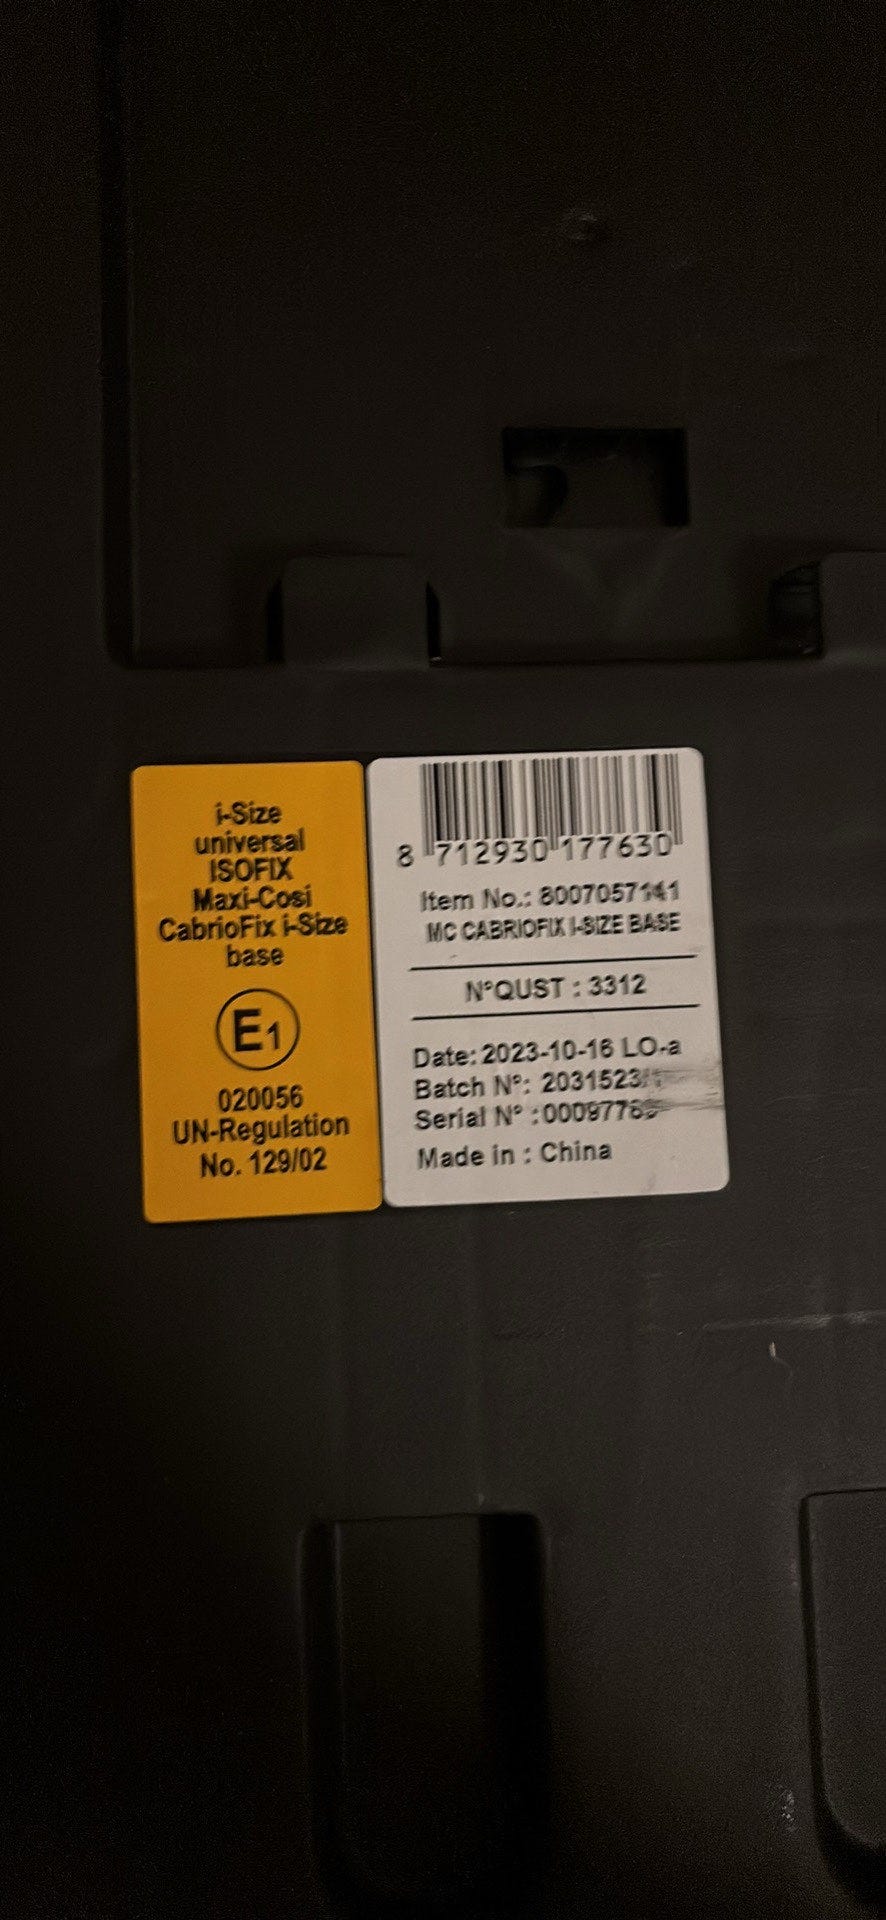 i-Size
universal
ISOFIX
Maxi-Cosi
CabrioFix i-Size
base
E1
020056
UN-Regulation
No. 129/02
8 712930 177630
Item No.: 8007057141
MC CABRIOFIX I-SIZE BASE
N°QUST : 3312
Date: 2023-10-16 LO-a
Batch N°:
Serial N° :
Made in : China